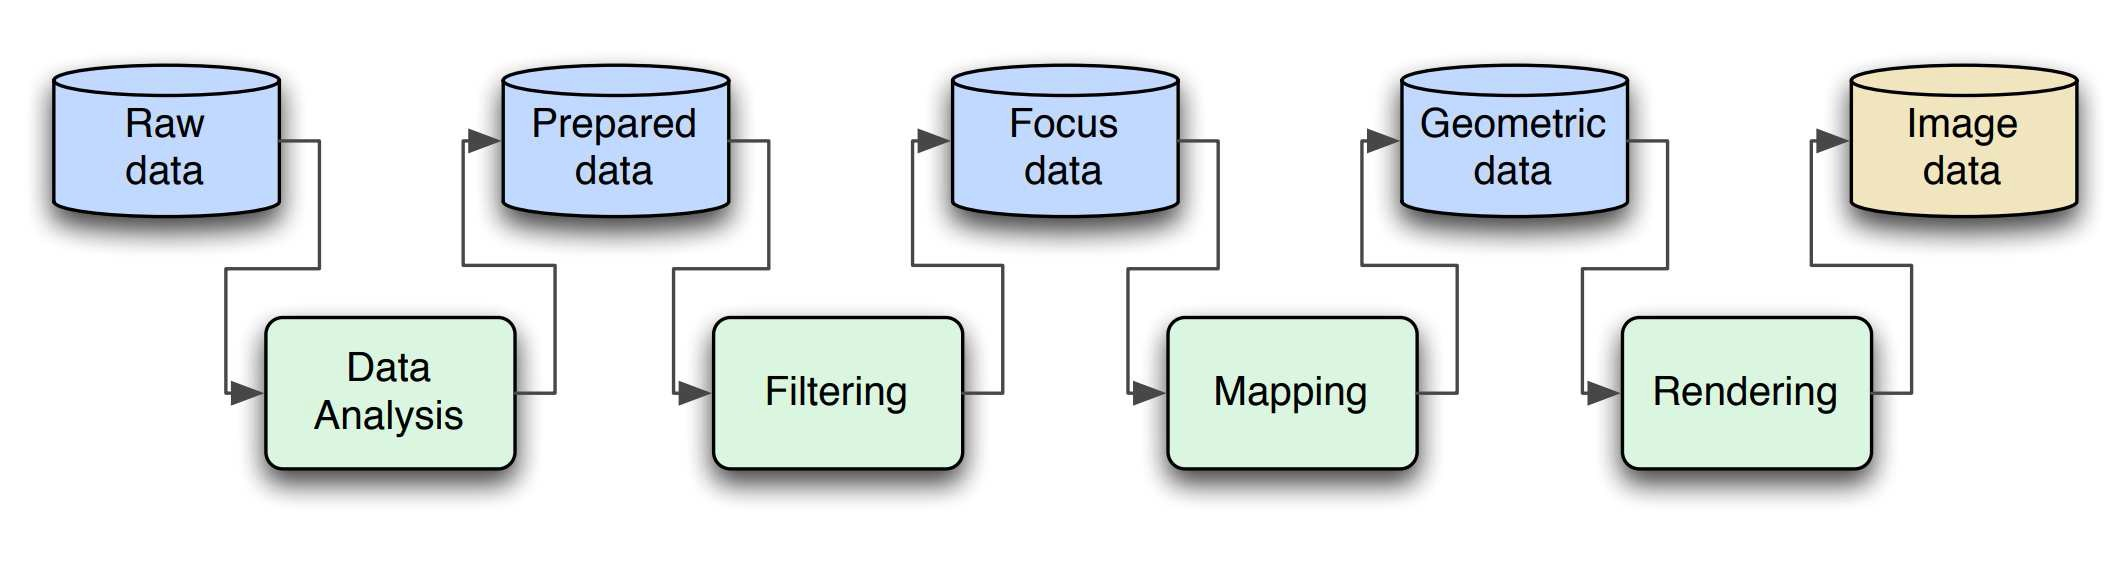 Raw
data
Prepared
data
Focus
data
Geometric
data
Image
data
Data
Analysis
Filtering
Mapping
Rendering